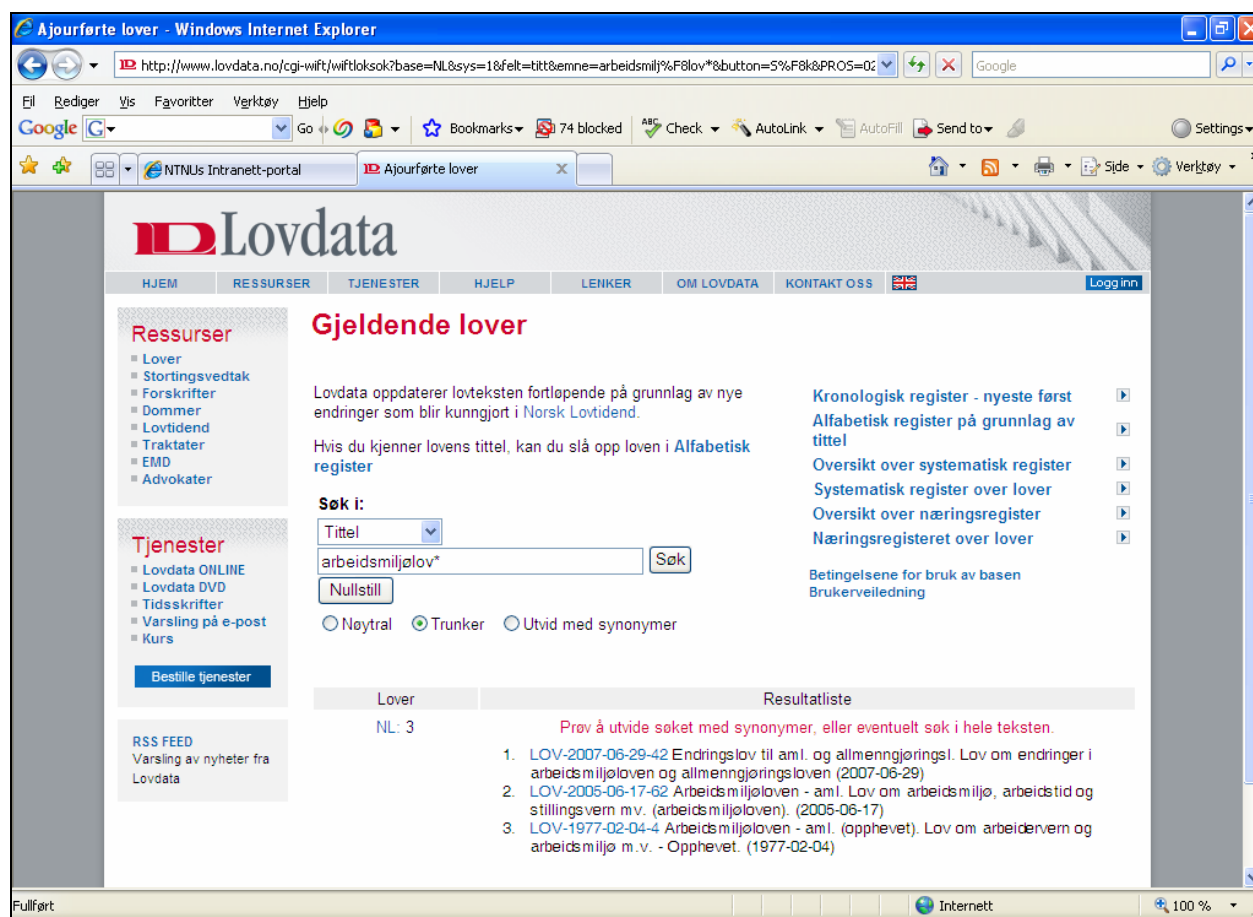 Ajourførte lover - Windows Internet Explorer
http://www.lovdata.no/cgi-wift/wiftloksok?base=NL&sys=1&felt=titt&emne=arbeidsmilj%F8lov*&button=S%F8k&PROS=02
Google
Fil Rediger Vis Favoritter Verktøy Hjelp
Google G Go Bookmarks 74 blocked ABC Check AutoLink AutoFill Send to Settings
NTNUs Intranett-portal Ajourførte lover X Side Verktøy
LD Lovdata
HJEM RESSURSER TJENESTER HJELP LENKER OM LOVDATA KONTAKT OSS Logg inn
Ressurser
Lover
Stortingsvedtak
Forskrifter
Dommer
Lovtidend
Traktater
EMD
Advokater
Tjenester
Lovdata ONLINE
Lovdata DVD
Tidsskrifter
Varsling på e-post
Kurs
Bestille tjenester
RSS FEED
Varsling av nyheter fra
Lovdata
Gjeldende lover
Lovdata oppdaterer lovteksten fortløpende på grunnlag av nye
endringer som blir kunngjort i Norsk Lovtidend.
Hvis du kjenner lovens tittel, kan du slå opp loven i Alfabetisk
register
Søk i:
Tittel
arbeidsmiljølov* Søk
Nullstill
Nøytral Trunker Utvid med synonymer
Kronologisk register - nyeste først
Alfabetisk register på grunnlag av
tittel
Oversikt over systematisk register
Systematisk register over lover
Oversikt over næringsregister
Næringsregisteret over lover
Betingelsene for bruk av basen
Brukerveiledning
Lover Resultatliste
NL: 3 Prøv å utvide søket med synonymer, eller eventuelt søk i hele teksten.
1. LOV-2007-06-29-42 Endringslov til aml. og allmenngjøringsl. Lov om endringer i
arbeidsmiljøloven og allmenngjøringsloven (2007-06-29)
2. LOV-2005-06-17-62 Arbeidsmiljøloven - aml. Lov om arbeidsmiljø, arbeidstid og
stillingsvern mv. (arbeidsmiljøloven). (2005-06-17)
3. LOV-1977-02-04-4 Arbeidsmiljøloven - aml. (opphevet). Lov om arbeidervern og
arbeidsmiljø m.v. - Opphevet. (1977-02-04)
Fullført Internett 100 %